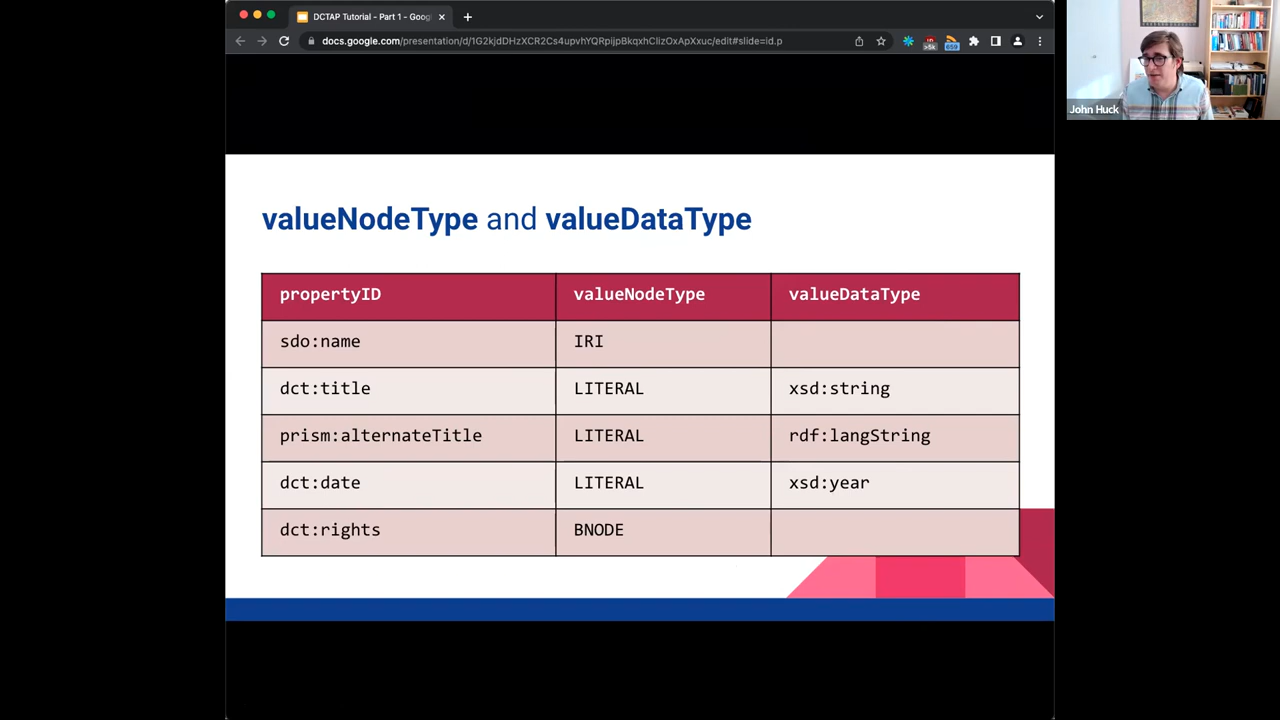 DCTAP Tutorial - Part 1 - Goog
docs.google.com/presentation/d/1G2kjdDHzXCR2Cs4upvhYQRpijpBkqxhClizOxApXxuc/edit#slide=id.p
>5k
659
John Huck
valueNodeType and valueDataType
propertyID valueNodeType valueDataType
sdo:name IRI
dct:title LITERAL xsd:string
prism:alternateTitle LITERAL rdf:langString
dct:date LITERAL xsd:year
dct:rights BNODE